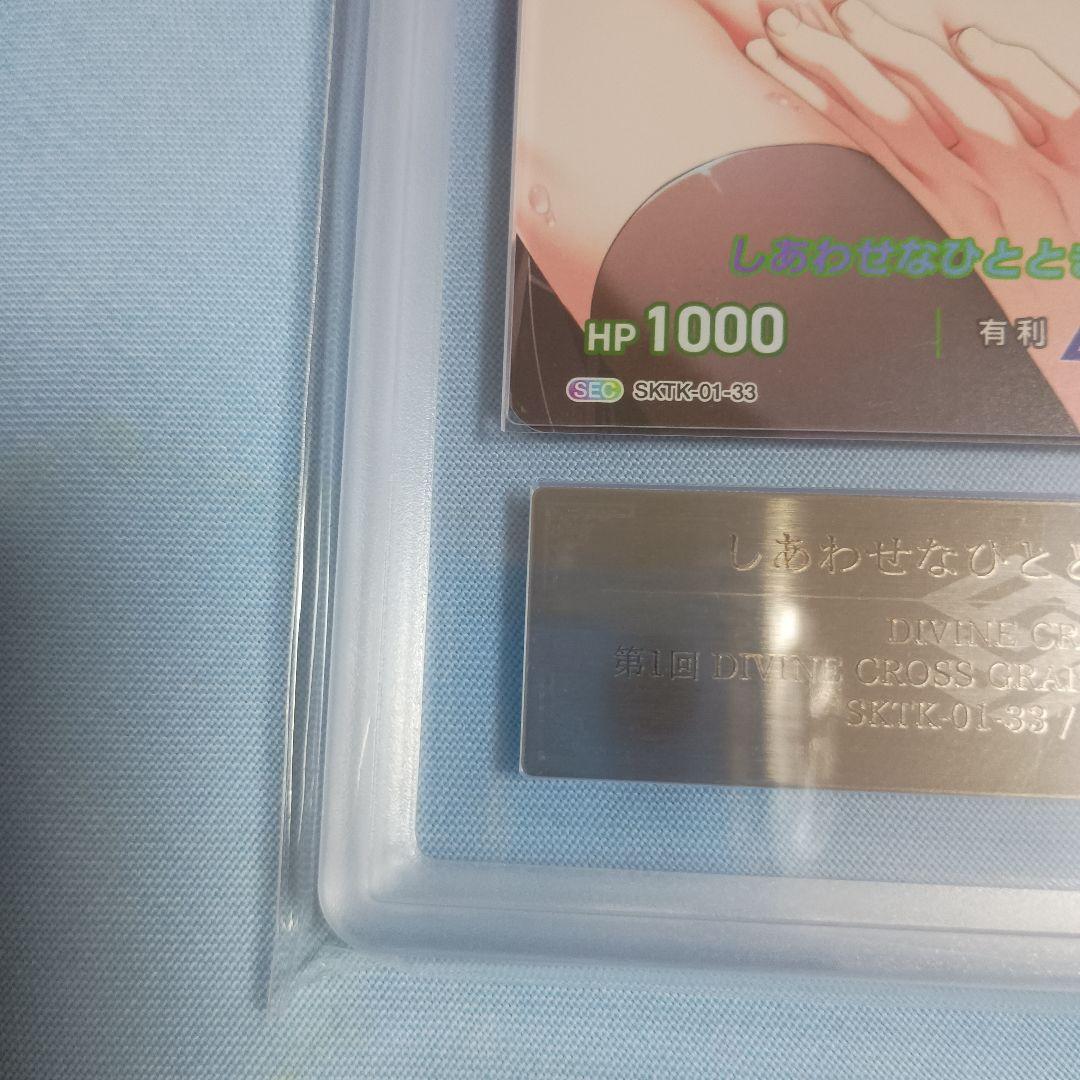 しあわせなひととき
HP 1000 有利
SEC SKTK-01-33
しあわせなひとと
DIVINE CR
第1回 DIVINE CROSS GRA
SKTK-01-33 /